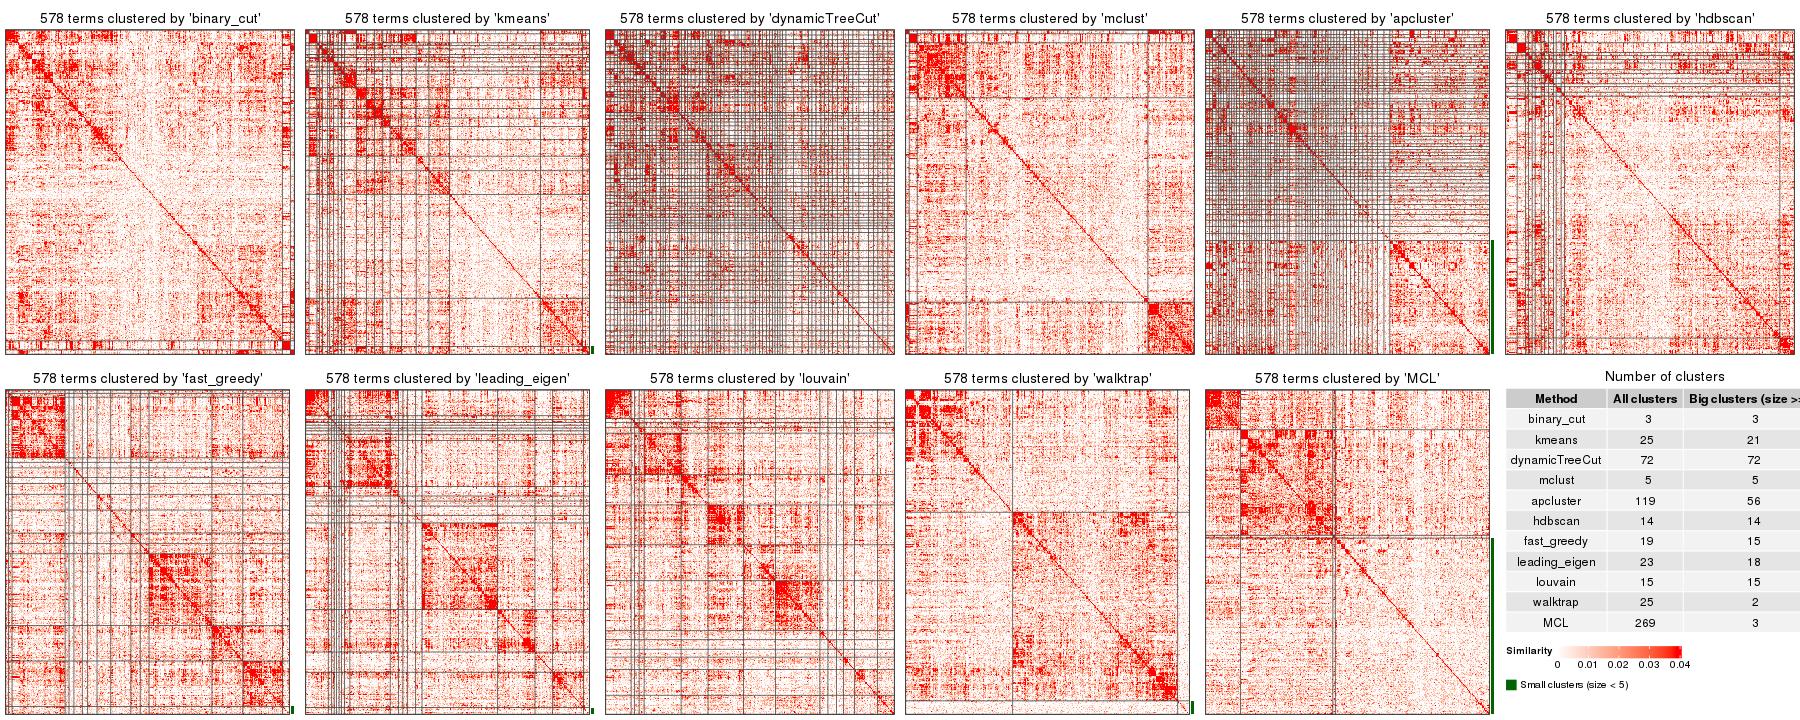 578 terms clustered by 'binary_cut'
578 terms clustered by 'kmeans'
578 terms clustered by 'dynamicTreeCut'
578 terms clustered by 'mclust'
578 terms clustered by 'apcluster'
578 terms clustered by 'hdbscan'
578 terms clustered by 'fast_greedy'
578 terms clustered by 'leading_eigen'
578 terms clustered by 'louvain'
578 terms clustered by 'walktrap'
578 terms clustered by 'MCL'
Number of clusters
Method All clusters Big clusters (size >=
binary_cut 3 3
kmeans 25 21
dynamicTreeCut 72 72
mclust 5 5
apcluster 119 56
hdbscan 14 14
fast_greedy 19 15
leading_eigen 23 18
louvain 15 15
walktrap 25 2
MCL 269 3
Similarity
0 0.01 0.02 0.03 0.04
Small clusters (size < 5)